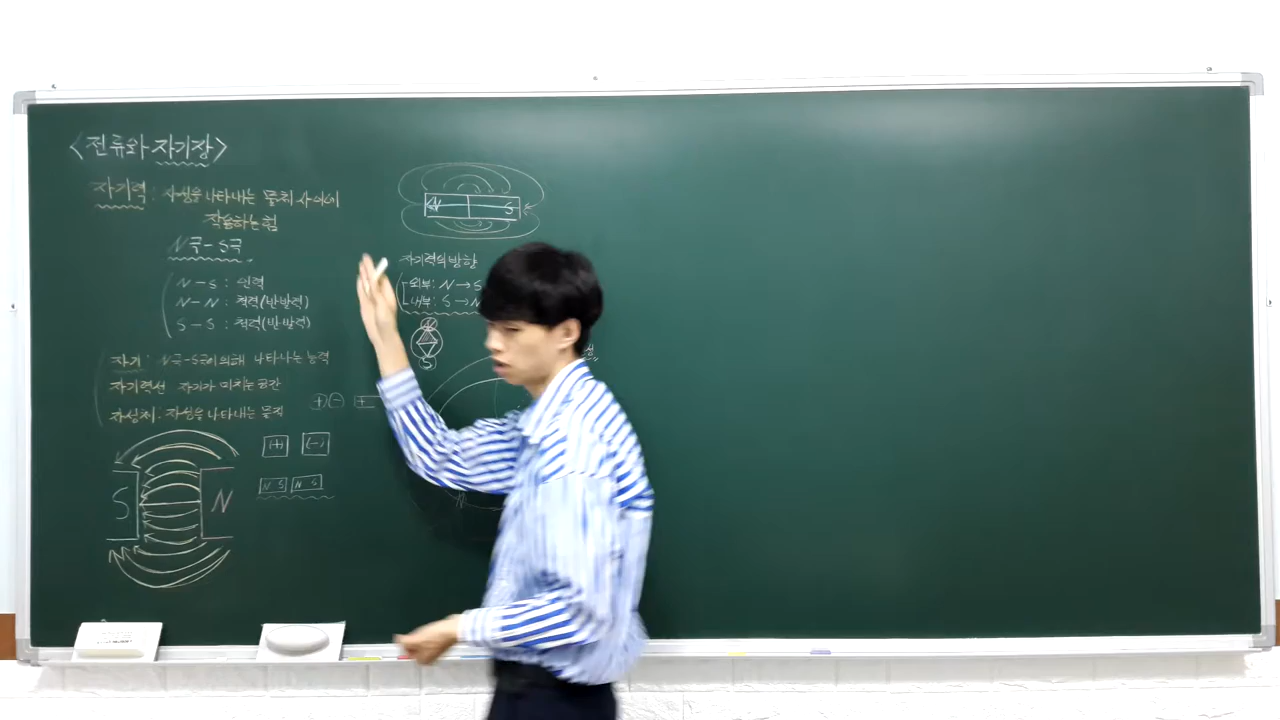 <전류와 자기장>
자기력: 자성을 나타내는 물체 사이에
작용하는 힘
N극-S극
N-S: 인력
N-N: 척력(반발력)
S-S: 척력(반발력)
자기: N극-S극에 의해 나타나는 능력
자기력선 자기가 미치는 공간
자성체: 자성을 나타내는 물질
+ - + -
(+) (-)
N S N S
S N
N S
자기력의 방향
외부: N→S
내부: S→N
N
S
N